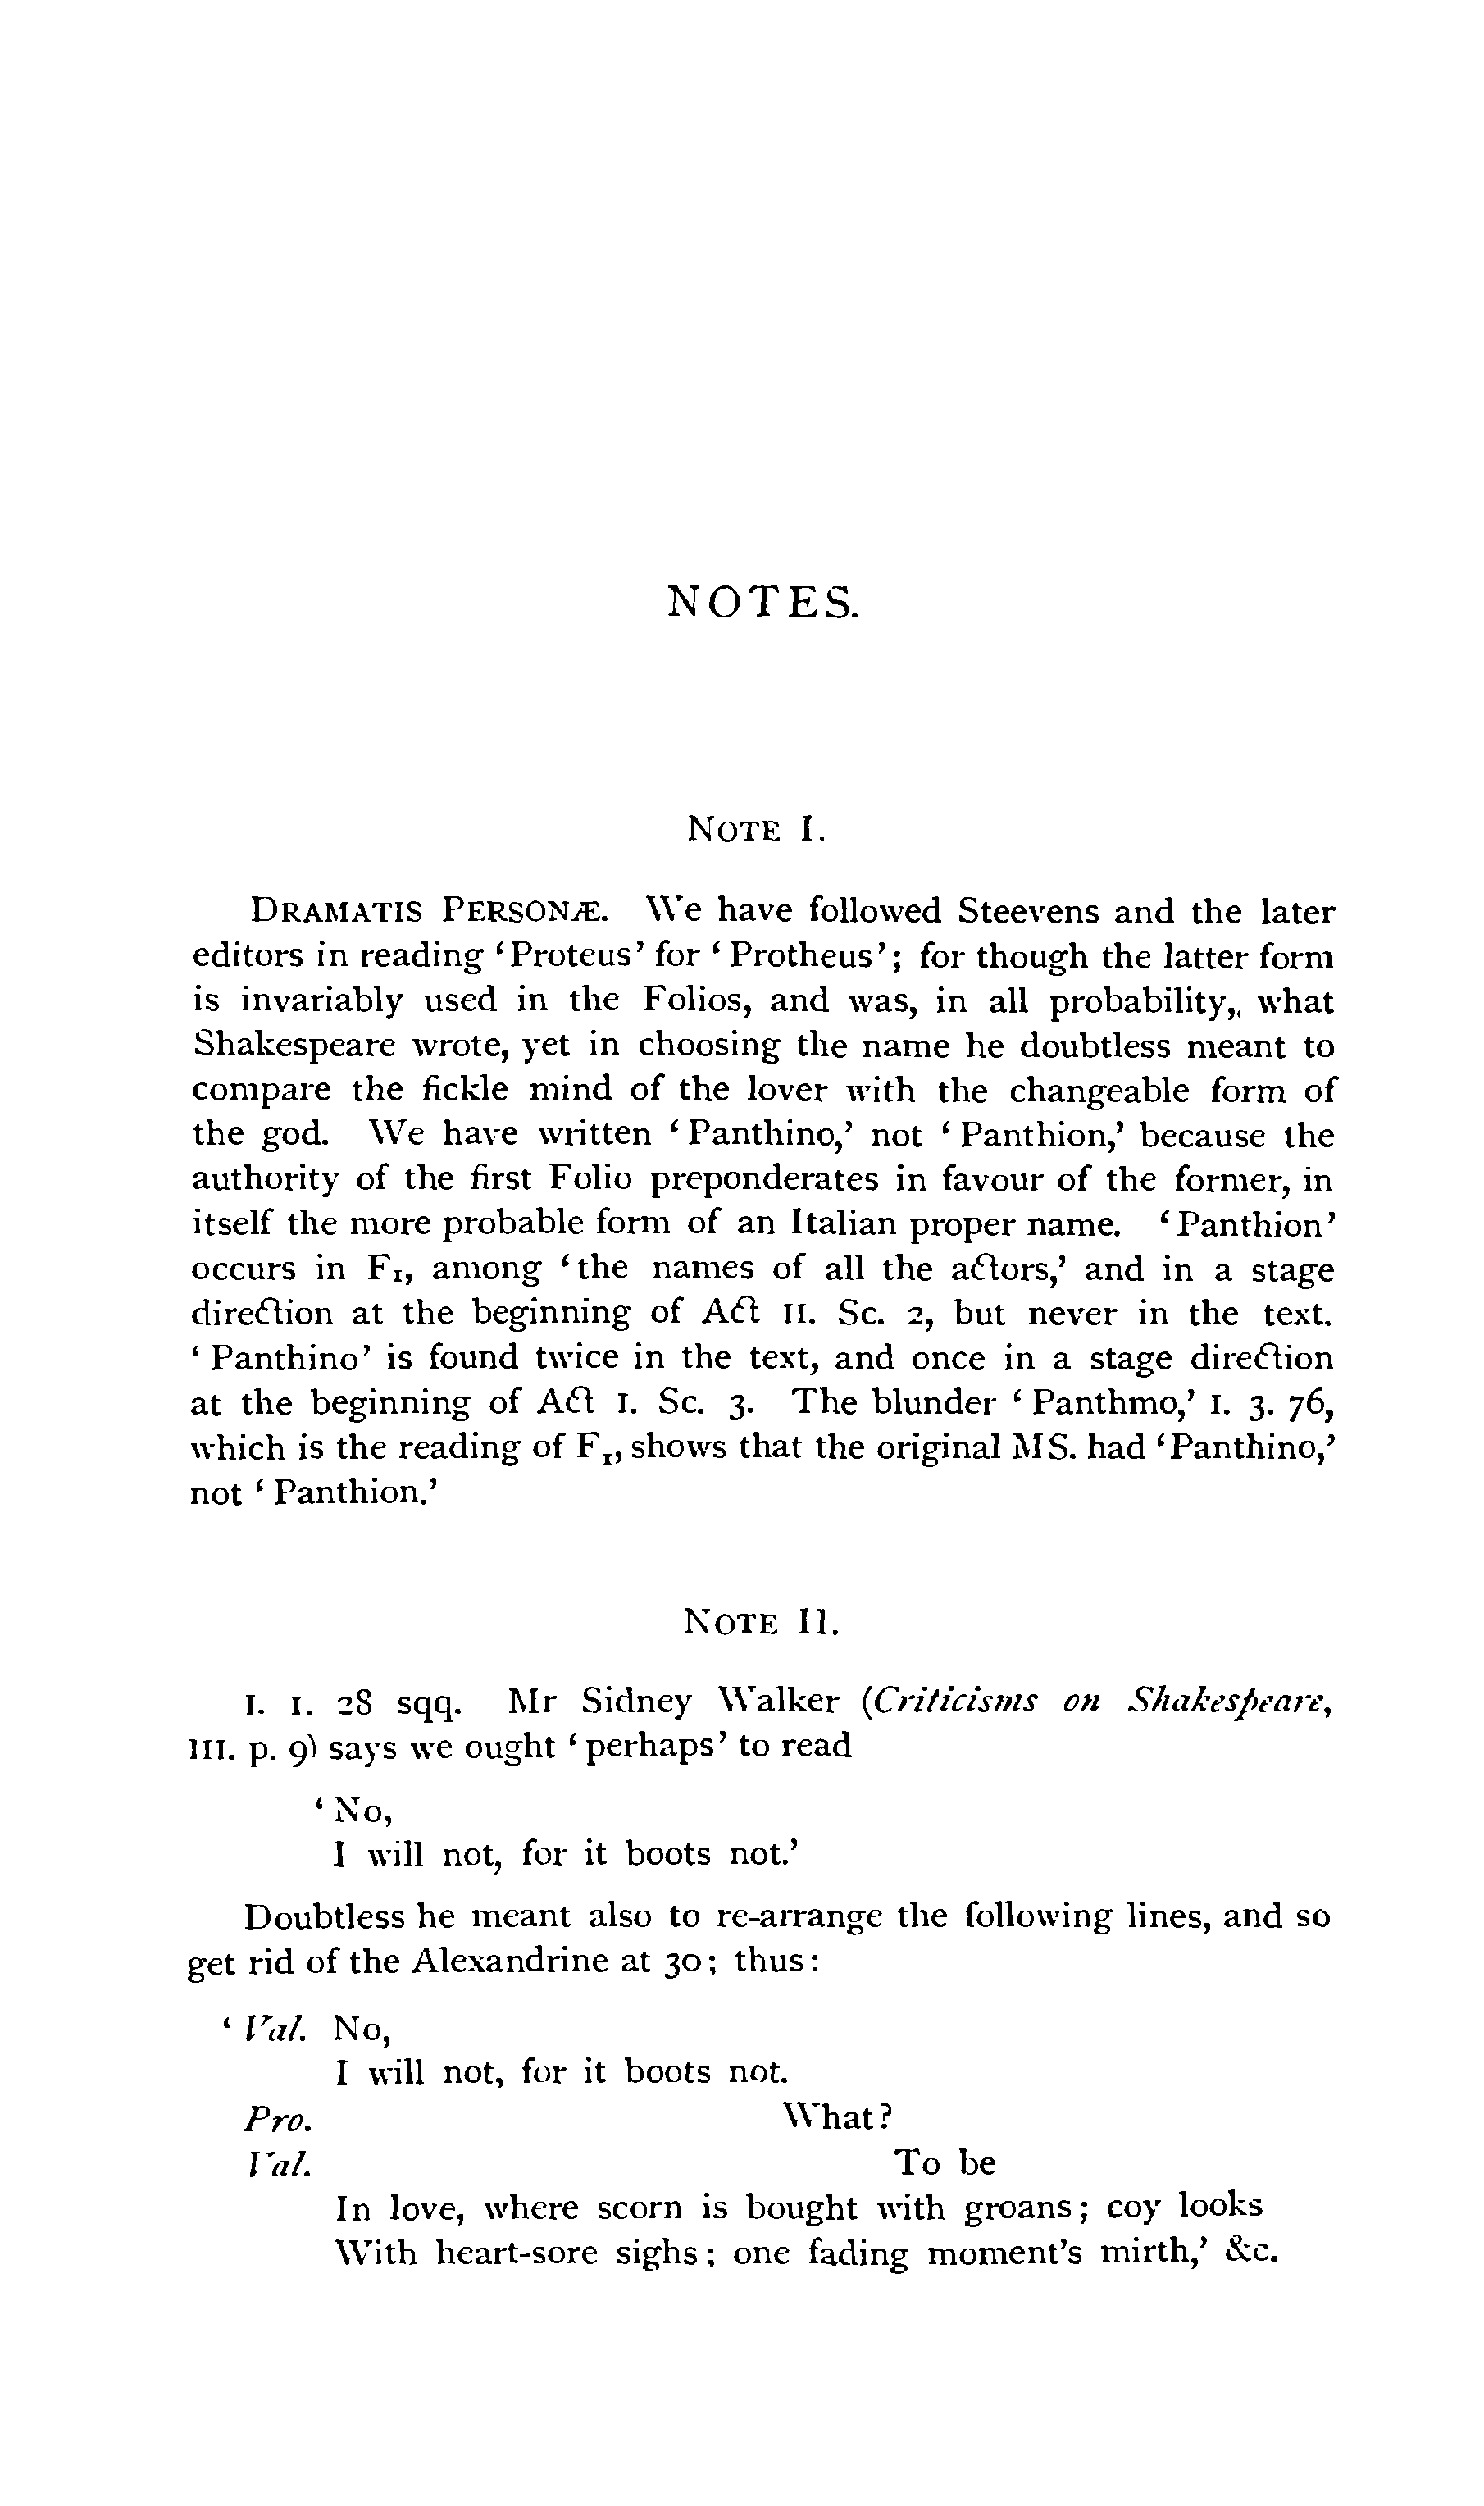 NOTES.
NOTE I.
DRAMATIS PERSONÆ. We have followed Steevens and the later
editors in reading ‘Proteus’ for ‘Protheus’; for though the latter form
is invariably used in the Folios, and was, in all probability, what
Shakespeare wrote, yet in choosing the name he doubtless meant to
compare the fickle mind of the lover with the changeable form of
the god. We have written ‘Panthino,’ not ‘Panthion,’ because the
authority of the first Folio preponderates in favour of the former, in
itself the more probable form of an Italian proper name. ‘Panthion’
occurs in F1, among ‘the names of all the actors,’ and in a stage
direction at the beginning of Act II. Sc. 2, but never in the text.
‘Panthino’ is found twice in the text, and once in a stage direction
at the beginning of Act I. Sc. 3. The blunder ‘Panthmo,’ I. 3. 76,
which is the reading of F1, shows that the original MS. had ‘Panthino,’
not ‘Panthion.’
NOTE II.
I. 1. 28 sqq. Mr Sidney Walker (Criticisms on Shakespeare,
III. p. 9) says we ought ‘perhaps’ to read
‘No,
I will not, for it boots not.’
Doubtless he meant also to re-arrange the following lines, and so
get rid of the Alexandrine at 30; thus:
‘Val. No,
I will not, for it boots not.
Pro. What?
Val. To be
In love, where scorn is bought with groans; coy looks
With heart-sore sighs; one fading moment's mirth,’ &c.